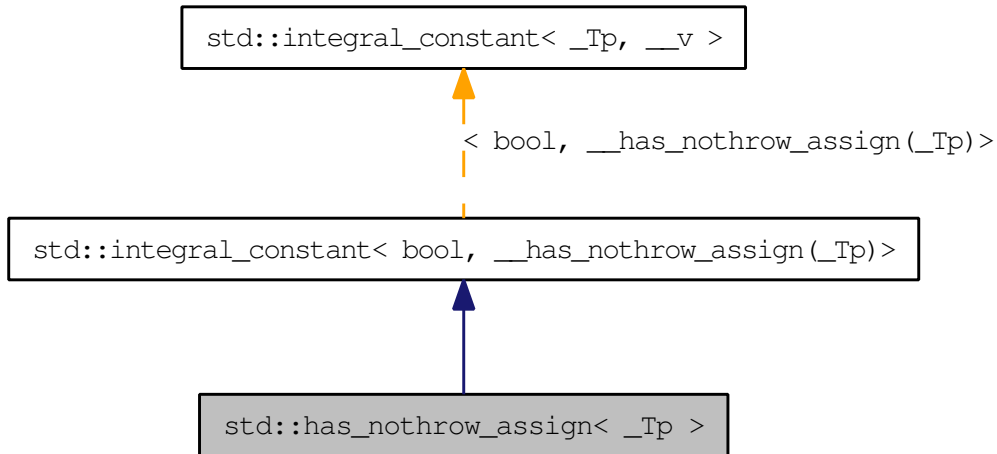 std::integral_constant< _Tp, __v >
< bool, __has_nothrow_assign(_Tp)>
std::integral_constant< bool, __has_nothrow_assign(_Tp)>
std::has_nothrow_assign< _Tp >